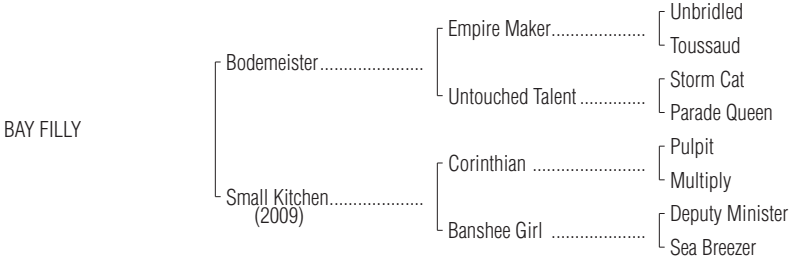 Unbridled
Empire Maker....................
Toussaud
Bodemeister......................
Storm Cat
Untouched Talent ..............
Parade Queen
BAY FILLY
Pulpit
Corinthian ........................
Multiply
Small Kitchen....................
(2009)
Deputy Minister
Banshee Girl ....................
Sea Breezer